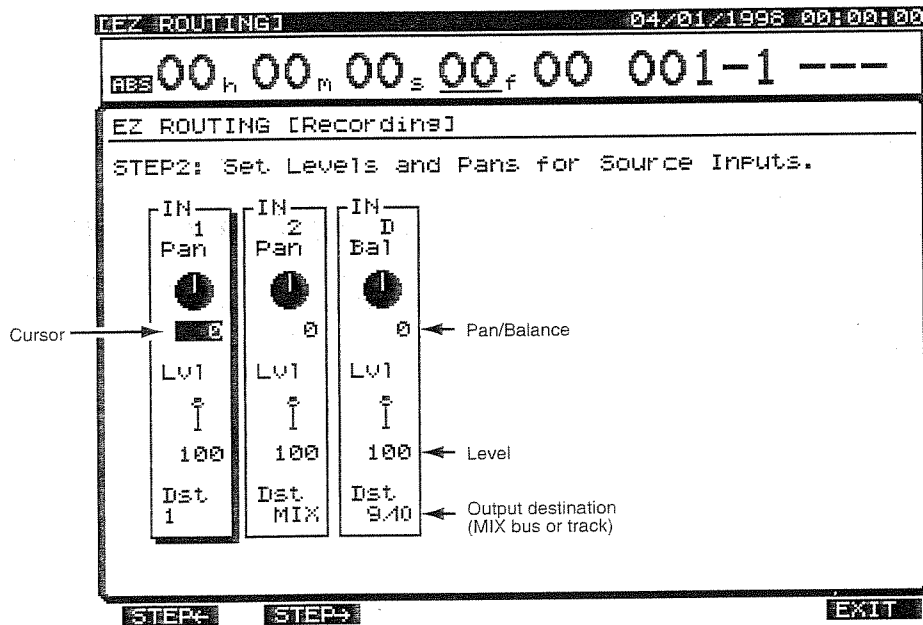 [EZ ROUTING] 04/01/1998 00:00:00
ABS 00h 00m 00s 00f 00 001-1 ---
EZ ROUTING [Recording]
STEP2: Set Levels and Pans for Source Inputs.
IN 1 IN 2 IN D
Pan Pan Bal
Cursor 0 0 0 Pan/Balance
Lvl Lvl Lvl
100 100 100 Level
Dst Dst Dst
1 MIX 9/10 Output destination
(MIX bus or track)
STEP← STEP→ EXIT